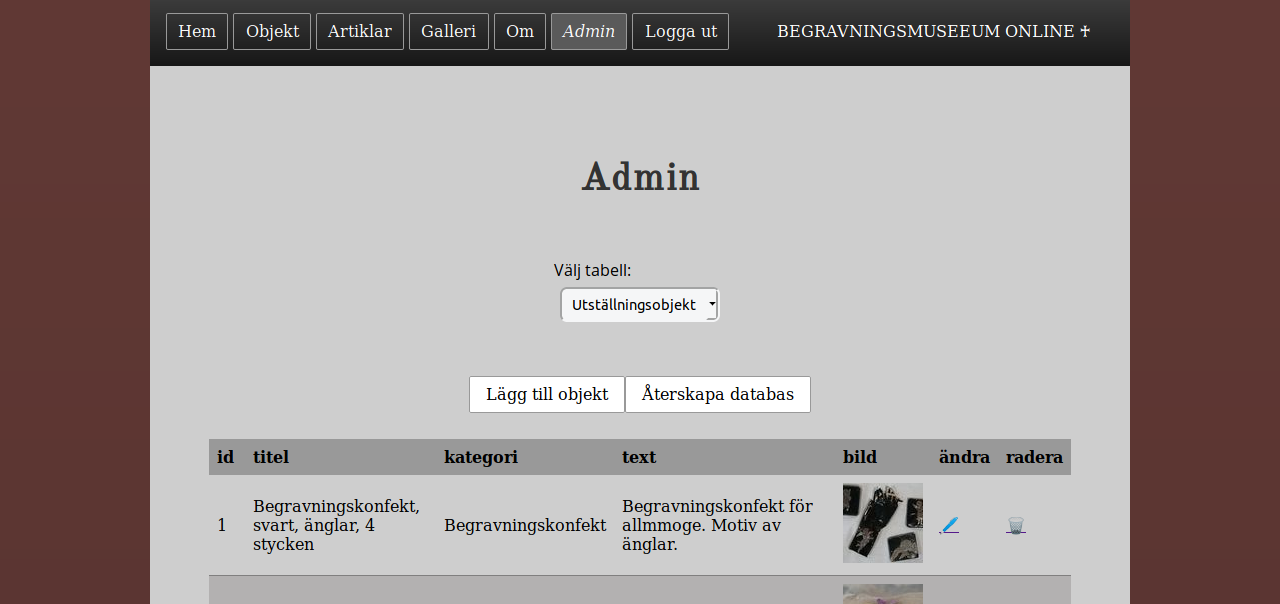 Hem Objekt Artiklar Galleri Om Admin Logga ut BEGRAVNINGSMUSEEUM ONLINE ♱
Admin
Välj tabell:
Utställningsobjekt
Lägg till objekt Återskapa databas
id titel kategori text bild ändra radera
1 Begravningskonfekt, svart, änglar, 4 stycken Begravningskonfekt Begravningskonfekt för allmmoge. Motiv av änglar.